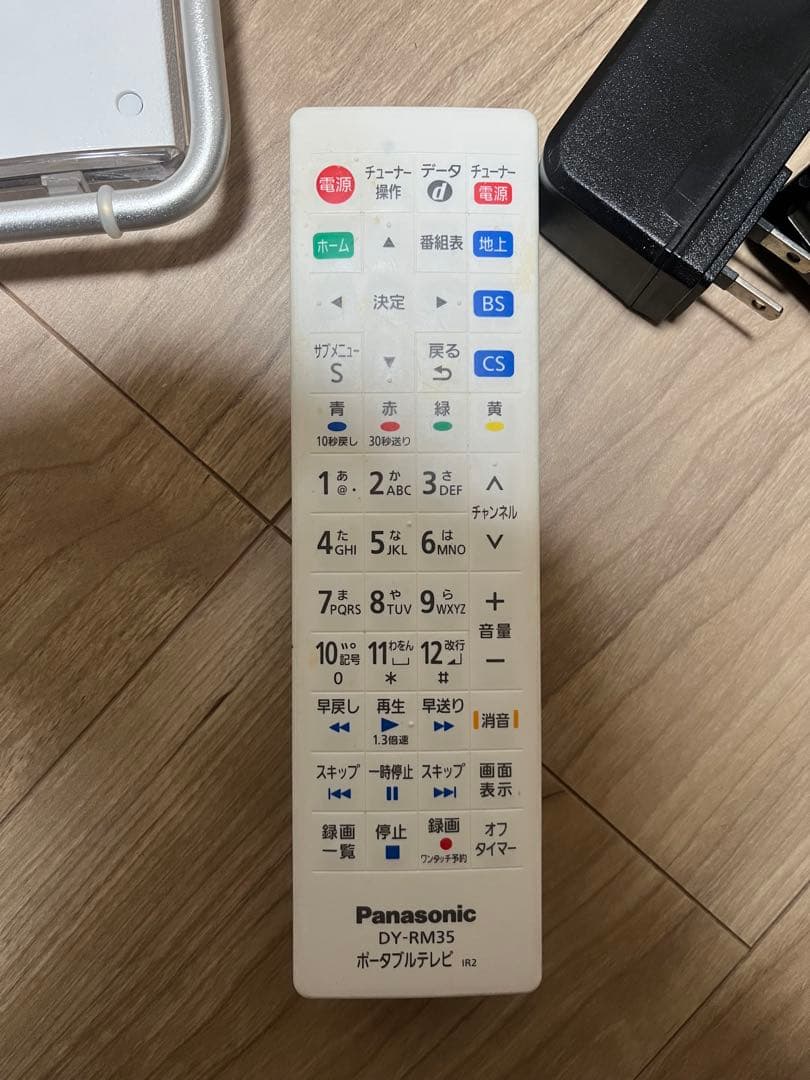 電源
チューナー
操作
データ
d
チューナー
電源
ホーム
▲
番組表
地上
◀
決定
▶
BS
サブメニュー
S
▼
戻る
CS
青
10秒戻し
赤
30秒送り
緑
黄
1 あ @.
2 か ABC
3 さ DEF
∧
チャンネル
∨
4 た GHI
5 な JKL
6 は MNO
7 ま PQRS
8 や TUV
9 ら WXYZ
+
音量
−
10 ゛゜ 記号
0
11 わをん ␣
*
12 改行
#
早戻し
◀◀
再生
▶
1.3倍速
早送り
▶▶
消音
スキップ
|◀◀
一時停止
スキップ
▶▶|
画面
表示
録画
一覧
停止
録画
ワンタッチ予約
オフ
タイマー
Panasonic
DY-RM35
ポータブルテレビ IR2